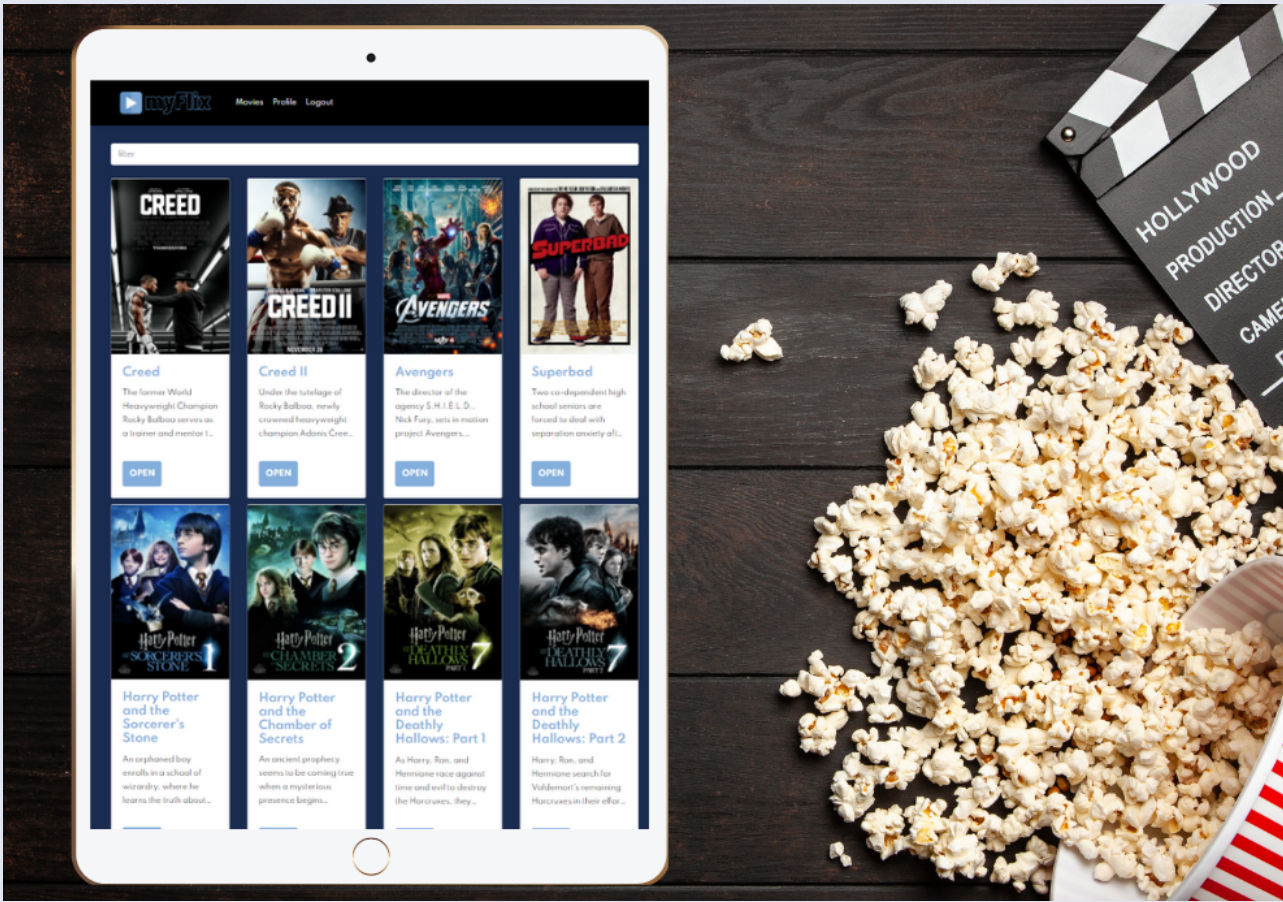 myFlix
Movies Profile Logout
filter
CREED
CREED II
NOVEMBER 21
MARVEL
AVENGERS
SUPERBAD
Creed
The former World
Heavyweight Champion
Rocky Balboa serves as
a trainer and mentor t...
OPEN
Creed II
Under the tutelage of
Rocky Balboa, newly
crowned heavyweight
champion Adonis Cree...
OPEN
Avengers
The director of the
agency S.H.I.E.L.D.,
Nick Fury, sets in motion
project Avengers,...
OPEN
Superbad
Two co-dependent high
school seniors are
forced to deal with
separation anxiety aft...
OPEN
Harry Potter
SORCERER'S
STONE 1
Harry Potter
CHAMBER
SECRETS 2
Harry Potter
DEATHLY
HALLOWS 7
PART 1
Harry Potter
DEATHLY
HALLOWS 7
Harry Potter
and the
Sorcerer's
Stone
An orphaned boy
enrolls in a school of
wizardry, where he
learns the truth about...
Harry Potter
and the
Chamber of
Secrets
An ancient prophecy
seems to be coming true
when a mysterious
presence begins...
Harry Potter
and the
Deathly
Hallows: Part 1
As Harry, Ron, and
Hermione race against
time and evil to destroy
the Horcruxes, they...
Harry Potter
and the
Deathly
Hallows: Part 2
Harry, Ron, and
Hermione search for
Voldemort's remaining
Horcruxes in their effor...
HOLLYWOOD
PRODUCTION
DIRECTOR
CAME